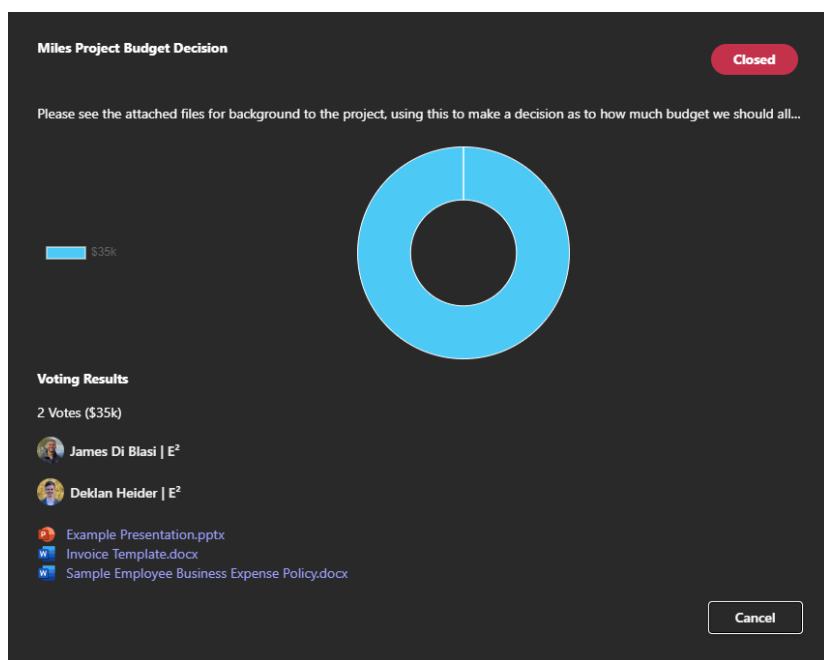 Miles Project Budget Decision
Closed
Please see the attached files for background to the project, using this to make a decision as to how much budget we should all...
$35k
Voting Results
2 Votes ($35k)
James Di Blasi | E²
Deklan Heider | E²
Example Presentation.pptx
Invoice Template.docx
Sample Employee Business Expense Policy.docx
Cancel